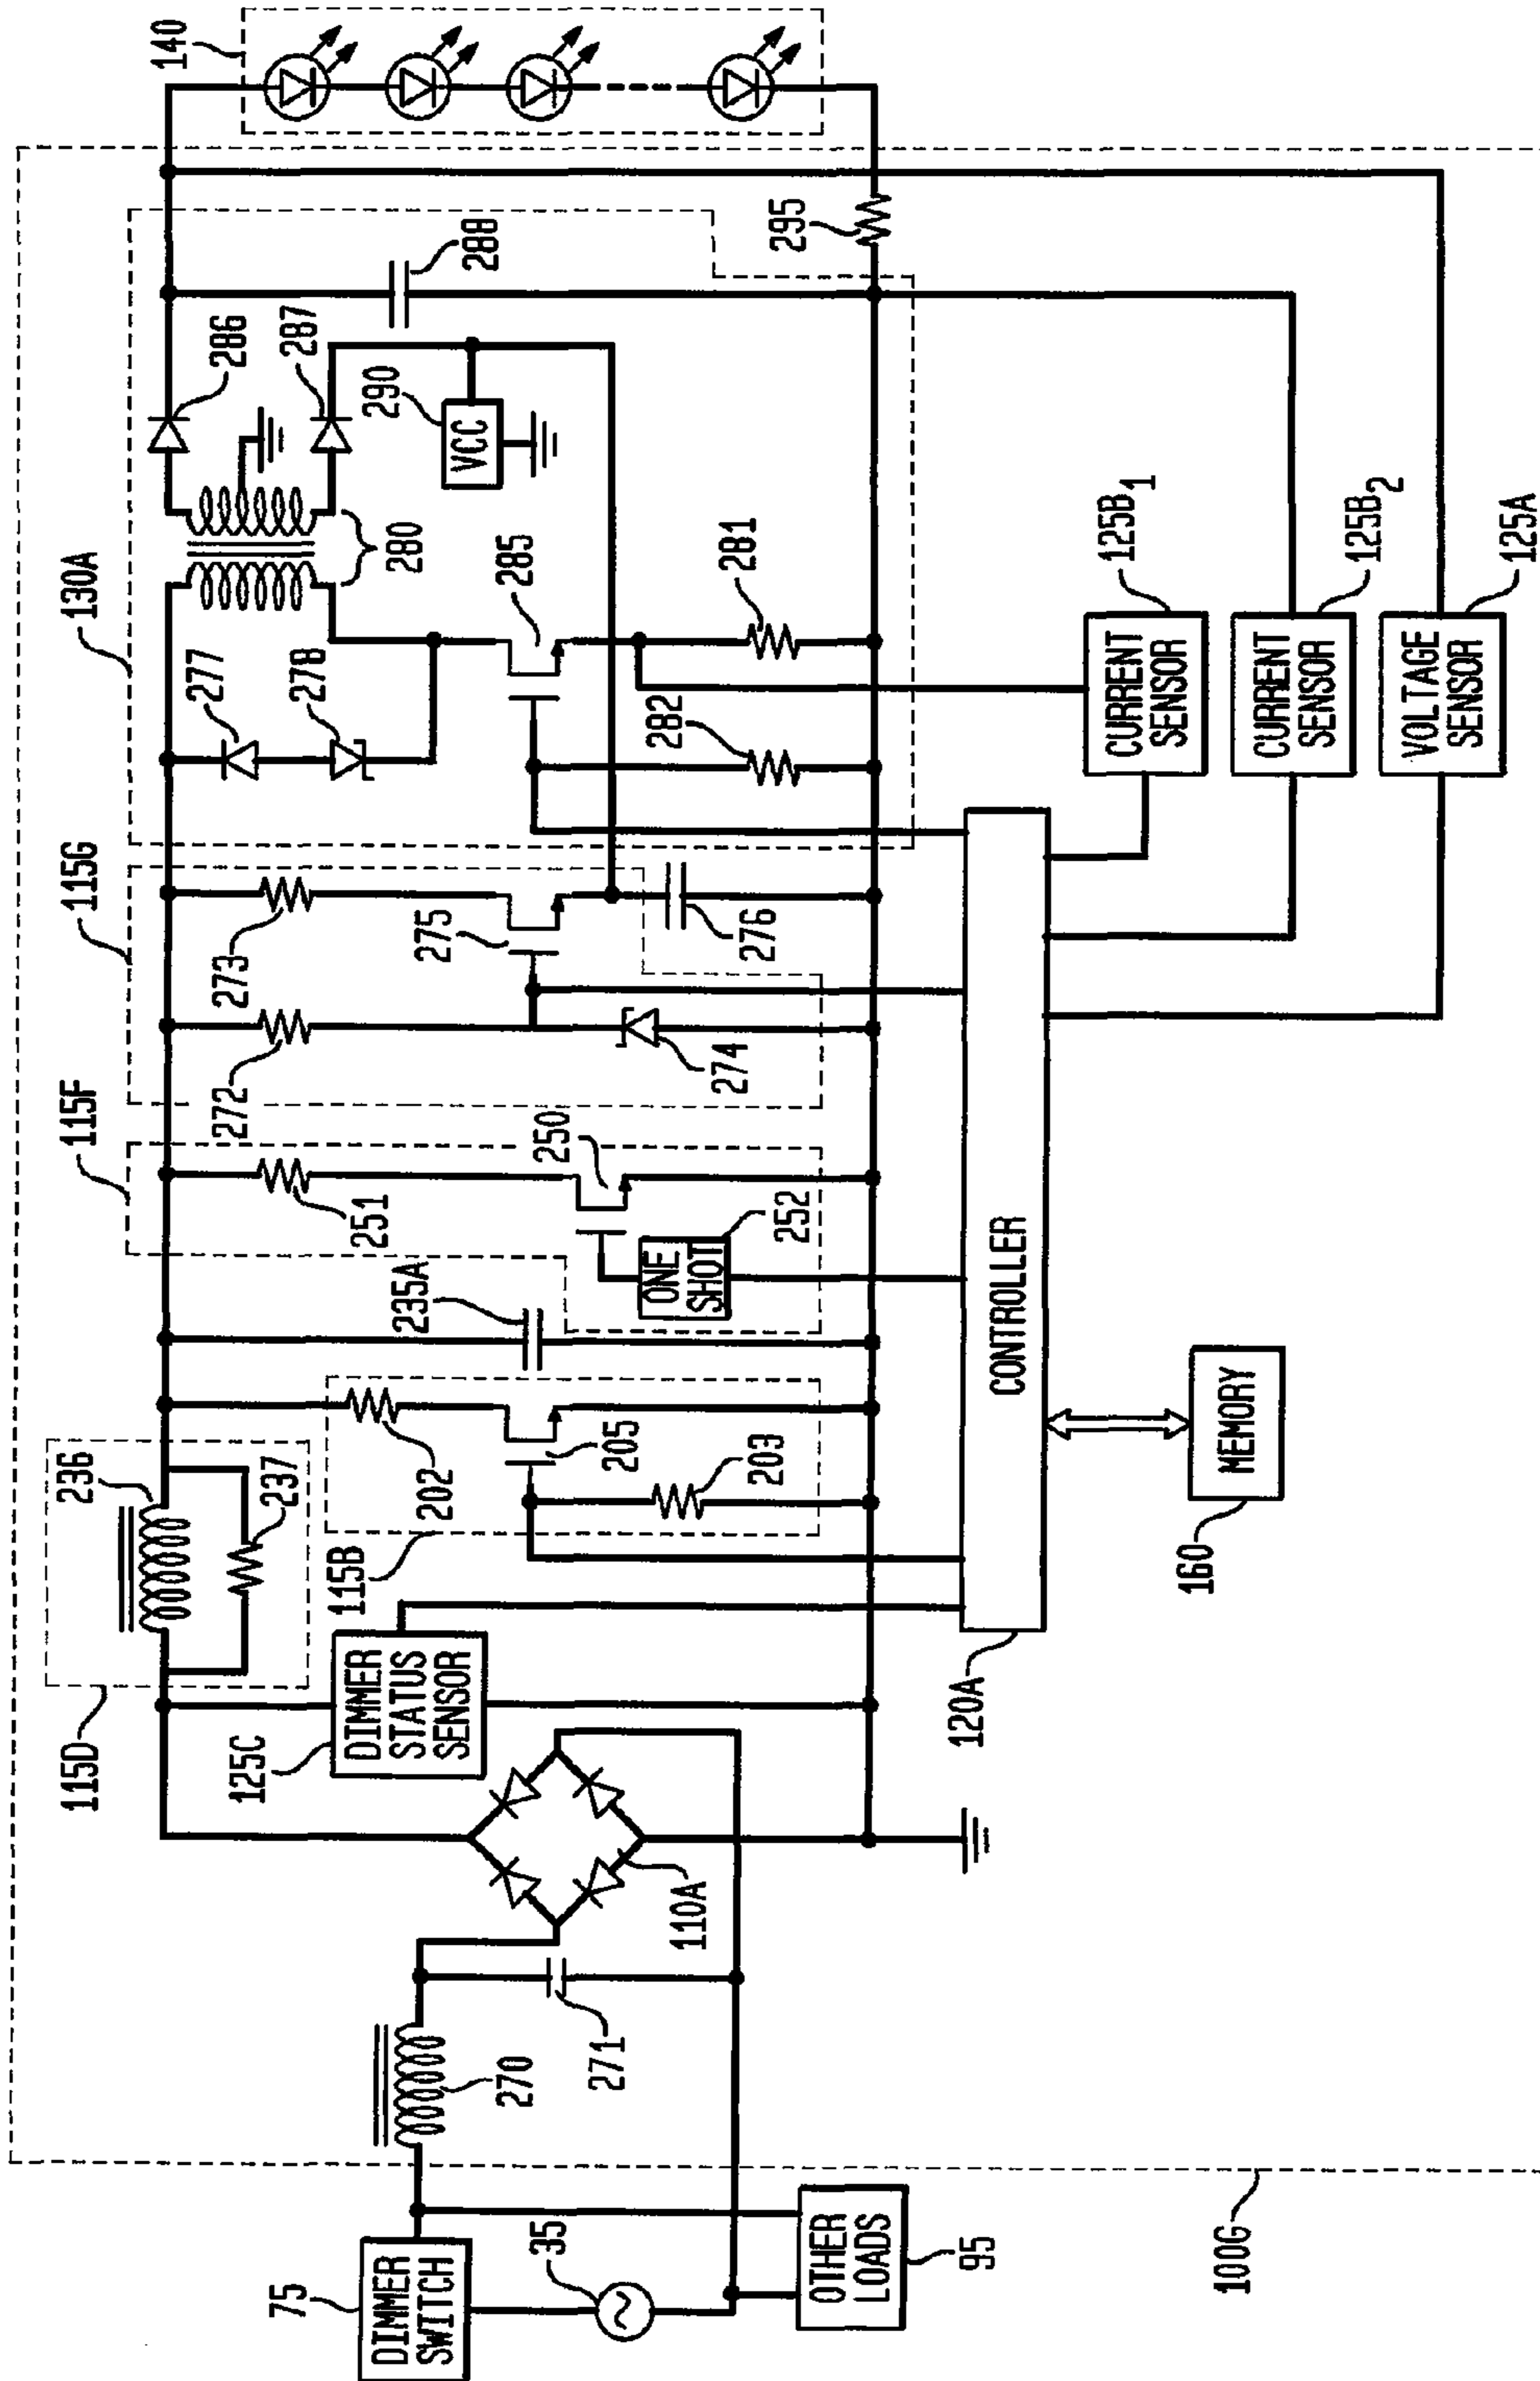 75
DIMMER
SWITCH
35
OTHER
LOADS
95
100G
270
271
110A
115D
236
237
125C
DIMMER
STATUS
SENSOR
115B
202
205
203
235A
115F
251
250
ONE
SHOT
252
115G
272
273
275
274
276
130A
277
278
280
285
282
281
286
287
290
VCC
288
295
140
CONTROLLER
120A
MEMORY
160
CURRENT
SENSOR
125B1
CURRENT
SENSOR
125B2
VOLTAGE
SENSOR
125A